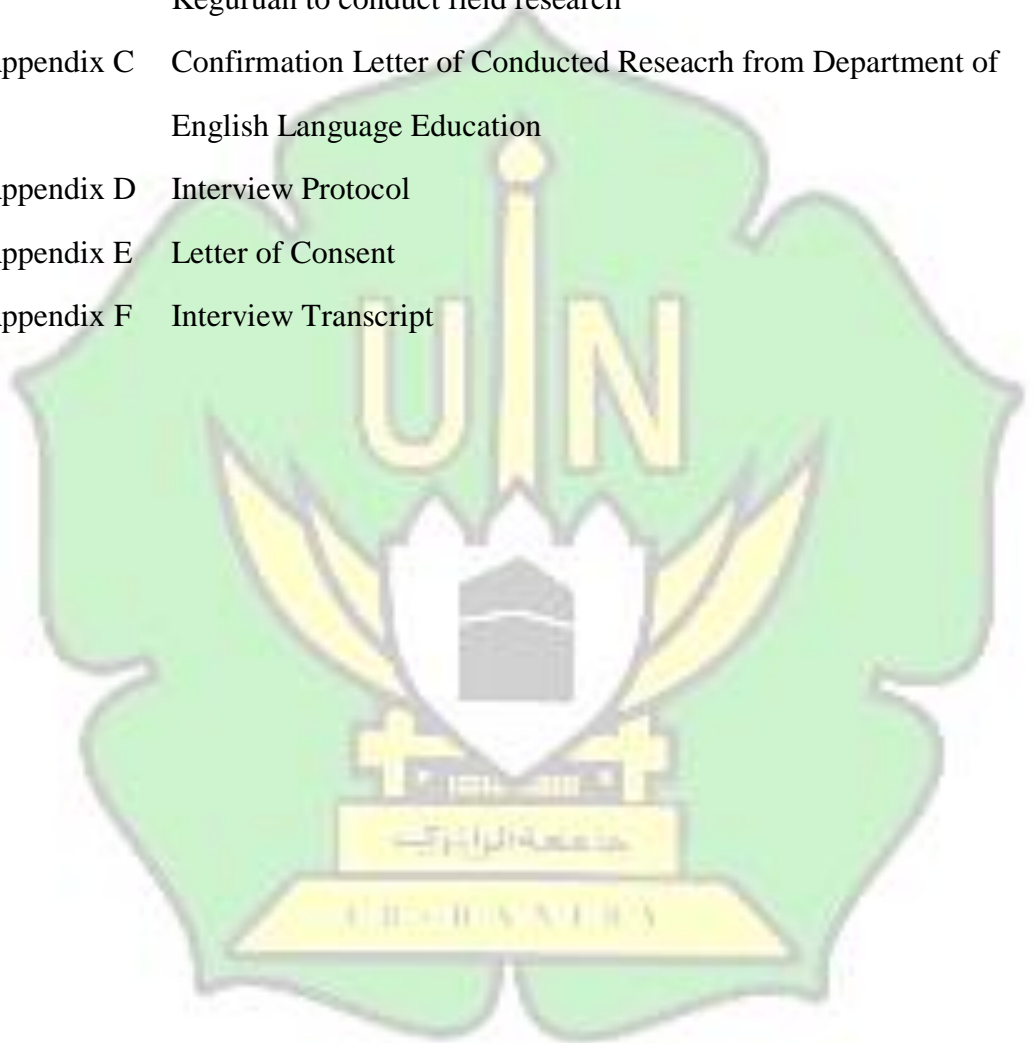 Keguruan to conduct field research
ppendix C Confirmation Letter of Conducted Reseacrh from Department of
English Language Education
ppendix D Interview Protocol
ppendix E Letter of Consent
ppendix F Interview Transcript
UIN